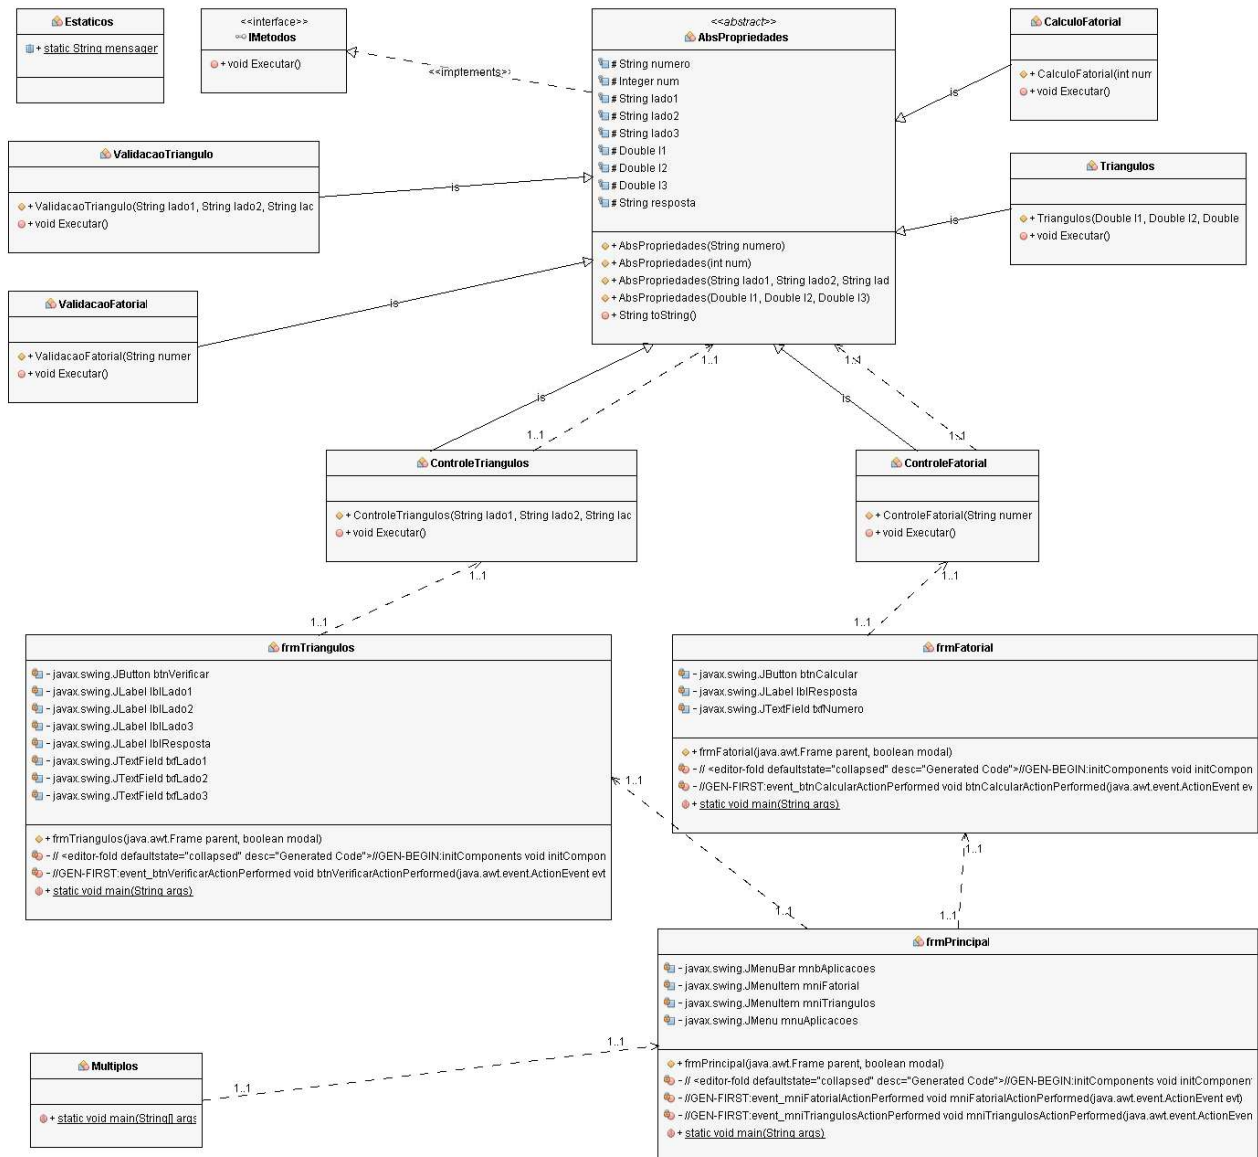 Estaticos
+ static String mensager
<<interface>>
IMetodos
+ void Executar()
<<implements>>
<<abstract>>
AbsPropriedades
# String numero
# Integer num
# String lado1
# String lado2
# String lado3
# Double l1
# Double l2
# Double l3
# String resposta
+ AbsPropriedades(String numero)
+ AbsPropriedades(int num)
+ AbsPropriedades(String lado1, String lado2, String lad
+ AbsPropriedades(Double l1, Double l2, Double l3)
+ String toString()
CalculoFatorial
+ CalculoFatorial(int num
+ void Executar()
is
ValidacaoTriangulo
+ ValidacaoTriangulo(String lado1, String lado2, String lac
+ void Executar()
is
Triangulos
+ Triangulos(Double l1, Double l2, Double
+ void Executar()
is
ValidacaoFatorial
+ ValidacaoFatorial(String numer
+ void Executar()
is
1..1
1..1
is
is
1..1
1..1
ControleTriangulos
+ ControleTriangulos(String lado1, String lado2, String lac
+ void Executar()
ControleFatorial
+ ControleFatorial(String numer
+ void Executar()
1..1
1..1
1..1
1..1
frmTriangulos
- javax.swing.JButton btnVerificar
- javax.swing.JLabel lblLado1
- javax.swing.JLabel lblLado2
- javax.swing.JLabel lblLado3
- javax.swing.JLabel lblResposta
- javax.swing.JTextField txfLado1
- javax.swing.JTextField txfLado2
- javax.swing.JTextField txfLado3
+ frmTriangulos(java.awt.Frame parent, boolean modal)
- // <editor-fold defaultstate="collapsed" desc="Generated Code">//GEN-BEGIN:initComponents void initCompon
- //GEN-FIRST:event_btnVerificarActionPerformed void btnVerificarActionPerformed(java.awt.event.ActionEvent evt
+ static void main(String args)
frmFatorial
- javax.swing.JButton btnCalcular
- javax.swing.JLabel lblResposta
- javax.swing.JTextField txfNumero
+ frmFatorial(java.awt.Frame parent, boolean modal)
- // <editor-fold defaultstate="collapsed" desc="Generated Code">//GEN-BEGIN:initComponents void initCompon
- //GEN-FIRST:event_btnCalcularActionPerformed void btnCalcularActionPerformed(java.awt.event.ActionEvent ev
+ static void main(String args)
1..1
1..1
1..1
1..1
frmPrincipal
- javax.swing.JMenuBar mnbAplicacoes
- javax.swing.JMenuItem mniFatorial
- javax.swing.JMenuItem mniTriangulos
- javax.swing.JMenu mnuAplicacoes
+ frmPrincipal(java.awt.Frame parent, boolean modal)
- // <editor-fold defaultstate="collapsed" desc="Generated Code">//GEN-BEGIN:initComponents void initComponen
- //GEN-FIRST:event_mniFatorialActionPerformed void mniFatorialActionPerformed(java.awt.event.ActionEvent evt)
- //GEN-FIRST:event_mniTriangulosActionPerformed void mniTriangulosActionPerformed(java.awt.event.ActionEven
+ static void main(String args)
1..1
1..1
Multiplos
+ static void main(String[] args